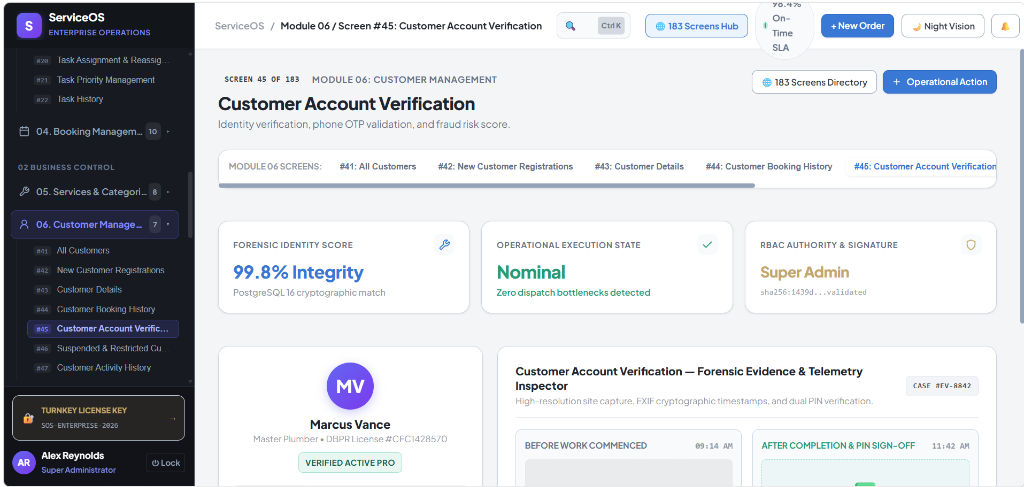 S
ServiceOS
ENTERPRISE OPERATIONS
#20 Task Assignment & Reassig...
#21 Task Priority Management
#22 Task History
04. Booking Managem... 10
02 BUSINESS CONTROL
05. Services & Categori... 8
06. Customer Manage... 7
#41 All Customers
#42 New Customer Registrations
#43 Customer Details
#44 Customer Booking History
#45 Customer Account Verific...
#46 Suspended & Restricted Cu
#47 Customer Activity History
TURNKEY LICENSE KEY →
SOS-ENTERPRISE-2026
AR
Alex Reynolds
Super Administrator
Lock
ServiceOS / Module 06 / Screen #45: Customer Account Verification
Ctrl K
183 Screens Hub
98.4%
On-
Time
SLA
+ New Order
Night Vision
SCREEN 45 OF 183 MODULE 06: CUSTOMER MANAGEMENT
183 Screens Directory
+ Operational Action
Customer Account Verification
Identity verification, phone OTP validation, and fraud risk score.
MODULE 06 SCREENS: #41: All Customers #42: New Customer Registrations #43: Customer Details #44: Customer Booking History #45: Customer Account Verification
FORENSIC IDENTITY SCORE
99.8% Integrity
PostgreSQL 16 cryptographic match
OPERATIONAL EXECUTION STATE
Nominal
Zero dispatch bottlenecks detected
RBAC AUTHORITY & SIGNATURE
Super Admin
sha256:1439d...validated
MV
Marcus Vance
Master Plumber • DBPR License #CFC1428570
VERIFIED ACTIVE PRO
Customer Account Verification — Forensic Evidence & Telemetry
Inspector
High-resolution site capture, EXIF cryptographic timestamps, and dual PIN verification.
CASE #EV-8842
BEFORE WORK COMMENCED 09:14 AM
AFTER COMPLETION & PIN SIGN-OFF 11:42 AM